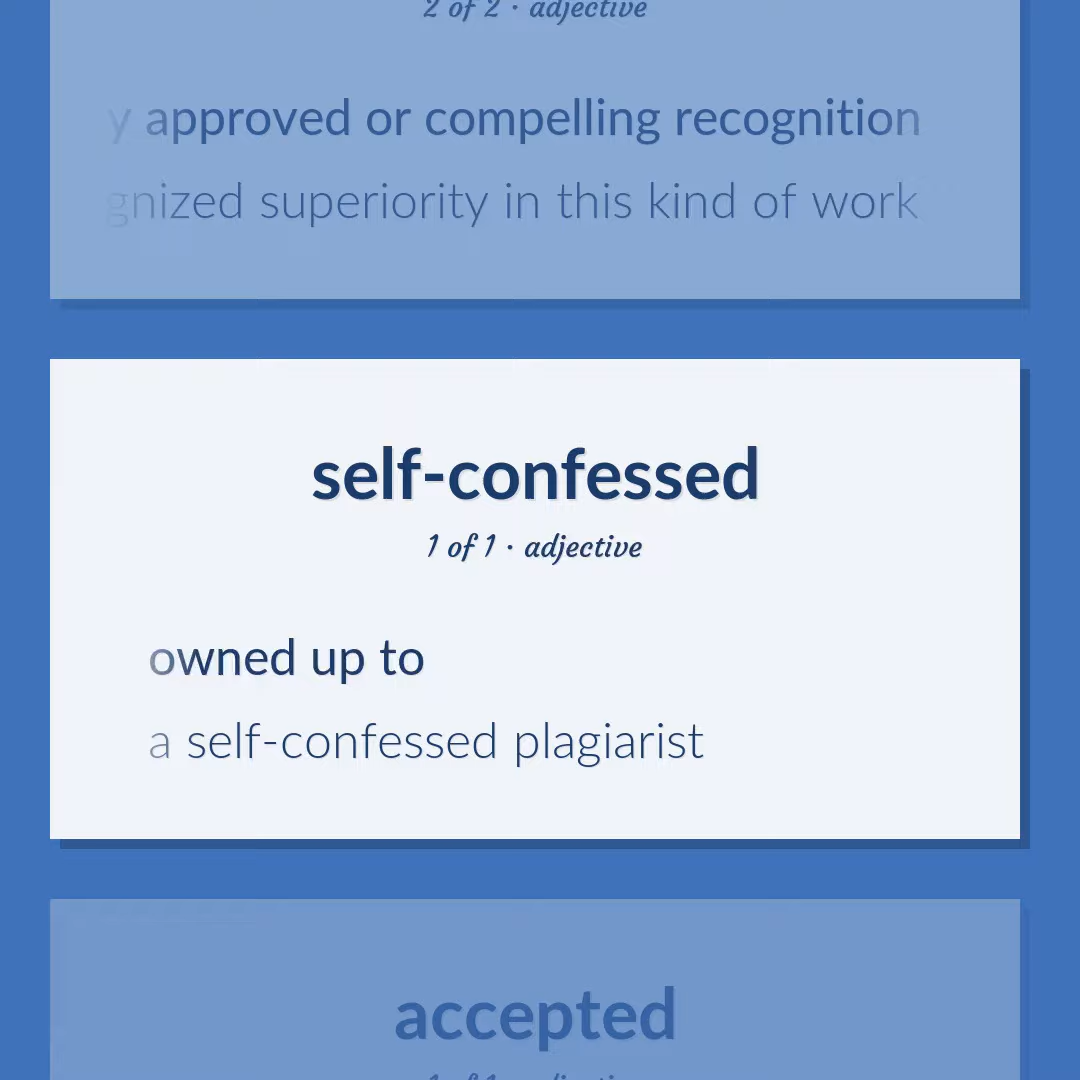 2 of 2 · adjective
y approved or compelling recognition
gnized superiority in this kind of work
self-confessed
1 of 1 · adjective
owned up to
a self-confessed plagiarist
accepted